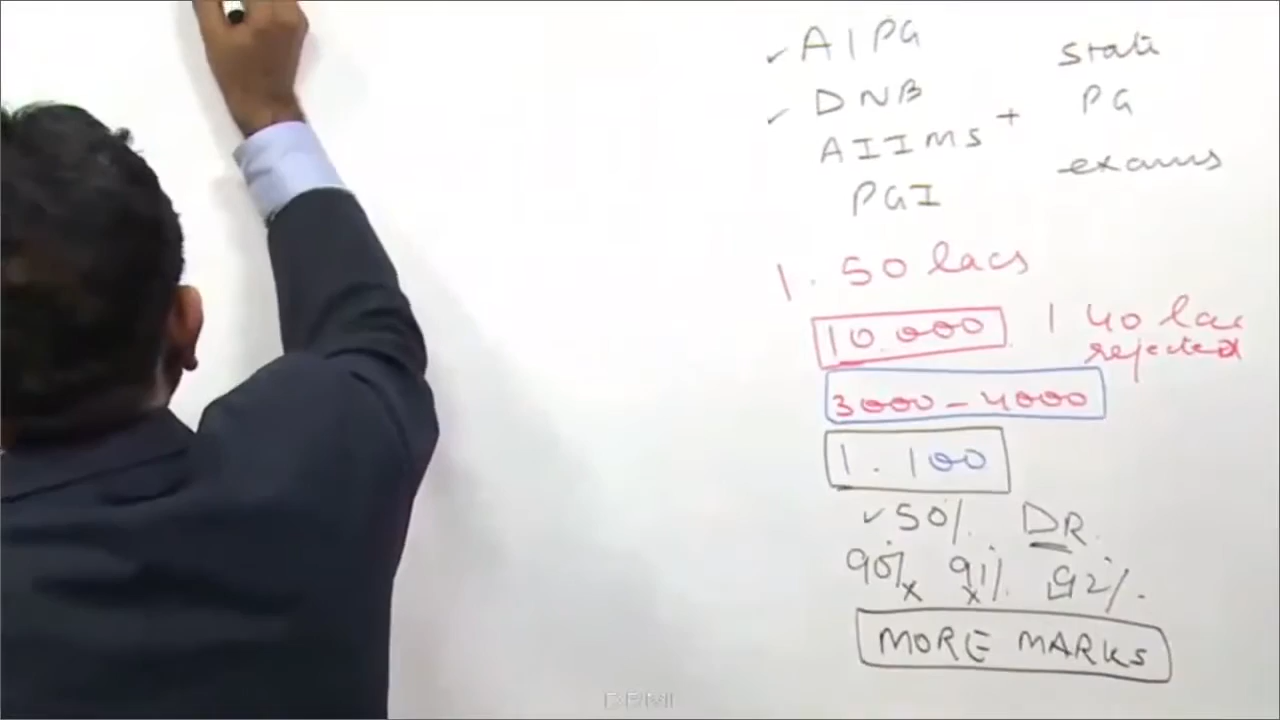 ✓ AIPG
✓ DNB
AIIMS +
PGI
State
PG
exams
1.50 lacs
10.000
1 40 lac
rejected
3000-4000
1.100
✓ 50%. DR.
90% x 91% x 92%.
MORE MARKS